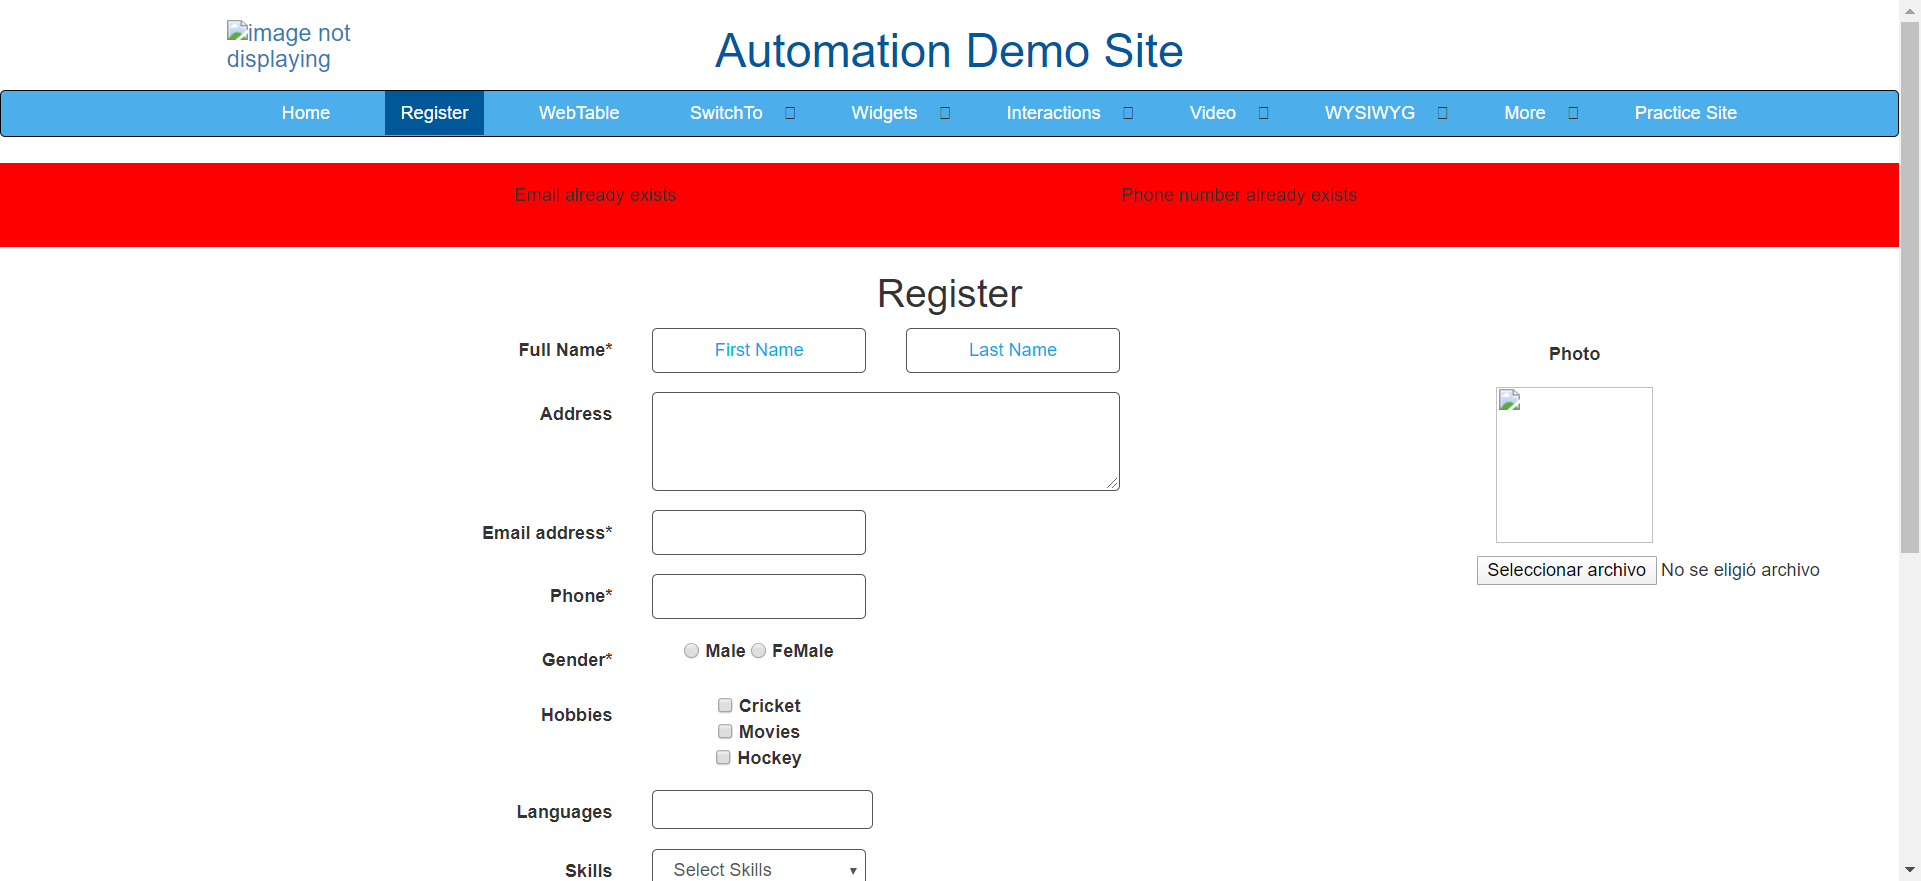 image not
displaying
Automation Demo Site
Home Register WebTable SwitchTo Widgets Interactions Video WYSIWYG More Practice Site
Email already exists Phone number already exists
Register
Full Name* First Name Last Name
Photo
Address
Email address*
Seleccionar archivo No se eligió archivo
Phone*
Gender* Male FeMale
Hobbies Cricket
Movies
Hockey
Languages
Skills Select Skills